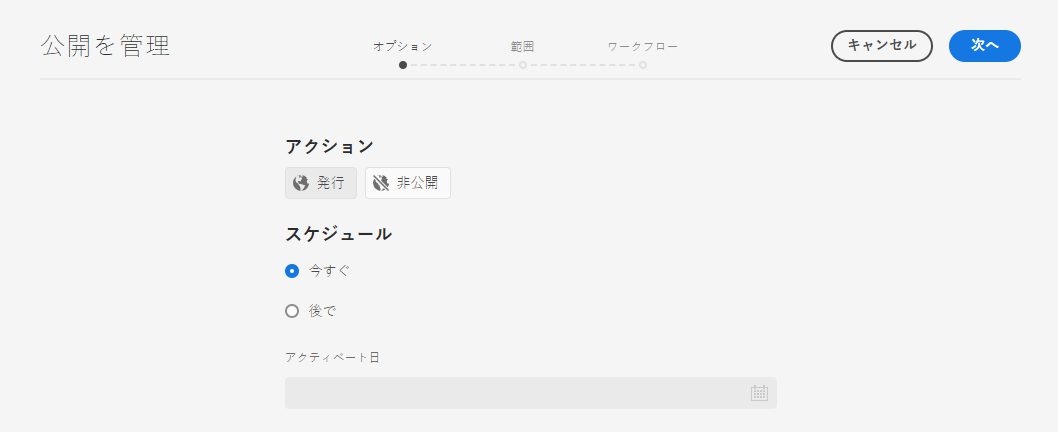 公開を管理
オプション 範囲 ワークフロー
キャンセル 次へ
アクション
発行 非公開
スケジュール
今すぐ
後で
アクティベート日